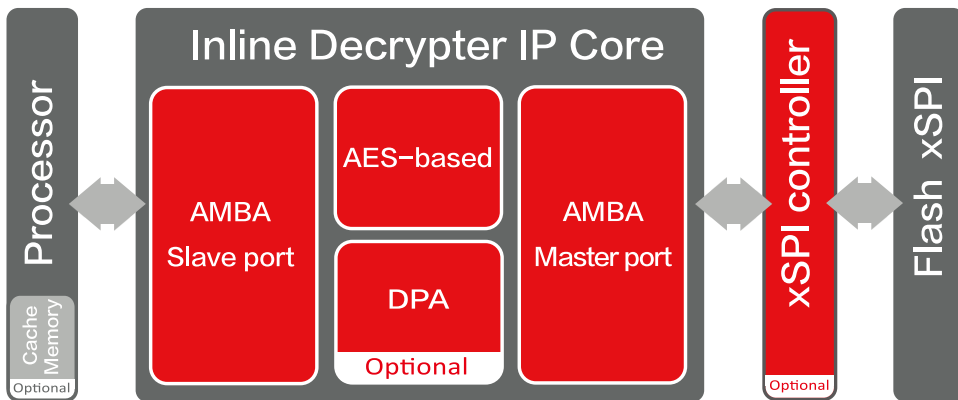 Processor
Cache
Memory
Optional
Inline Decrypter IP Core
AMBA
Slave port
AES-based
DPA
Optional
AMBA
Master port
xSPI controller
Optional
Flash xSPI